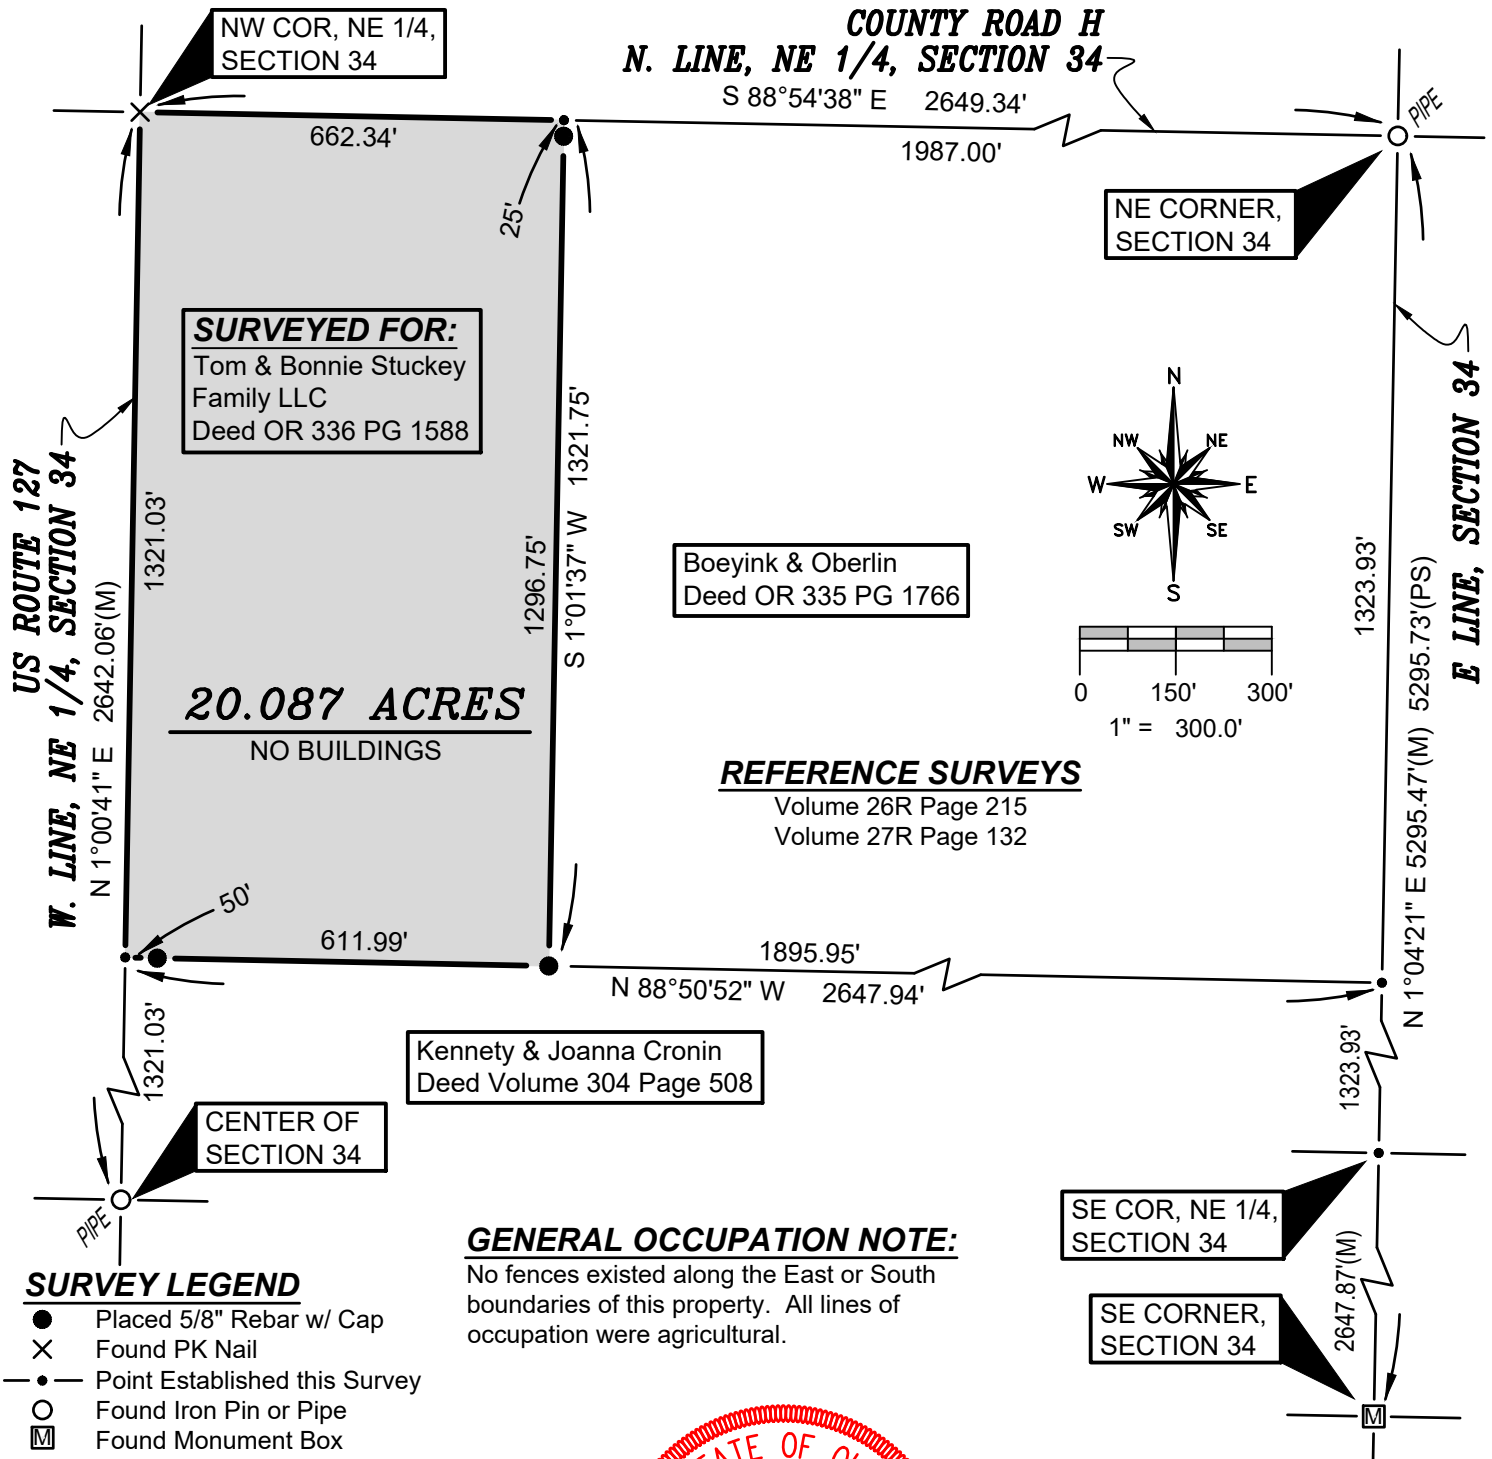 NW COR, NE 1/4,
SECTION 34
COUNTY ROAD H
N. LINE, NE 1/4, SECTION 34
S 88°54'38" E 2649.34'
662.34'
1987.00'
PIPE
25'
NE CORNER,
SECTION 34
SURVEYED FOR:
Tom & Bonnie Stuckey
Family LLC
Deed OR 336 PG 1588
US ROUTE 127
W. LINE, NE 1/4, SECTION 34
N 1°00'41" E 2642.06'(M)
1321.03'
1296.75'
S 1°01'37" W 1321.75'
N
NW NE
W E
SW SE
S
Boeyink & Oberlin
Deed OR 335 PG 1766
0 150' 300'
1" = 300.0'
1323.93'
N 1°04'21" E 5295.47'(M) 5295.73'(PS)
E LINE, SECTION 34
20.087 ACRES
NO BUILDINGS
REFERENCE SURVEYS
Volume 26R Page 215
Volume 27R Page 132
50'
611.99'
1895.95'
N 88°50'52" W 2647.94'
1321.03'
Kennety & Joanna Cronin
Deed Volume 304 Page 508
1323.93'
CENTER OF
SECTION 34
PIPE
SE COR, NE 1/4,
SECTION 34
GENERAL OCCUPATION NOTE:
No fences existed along the East or South
boundaries of this property. All lines of
occupation were agricultural.
2647.87'(M)
SE CORNER,
SECTION 34
M
SURVEY LEGEND
Placed 5/8" Rebar w/ Cap
Found PK Nail
Point Established this Survey
Found Iron Pin or Pipe
M Found Monument Box
OF